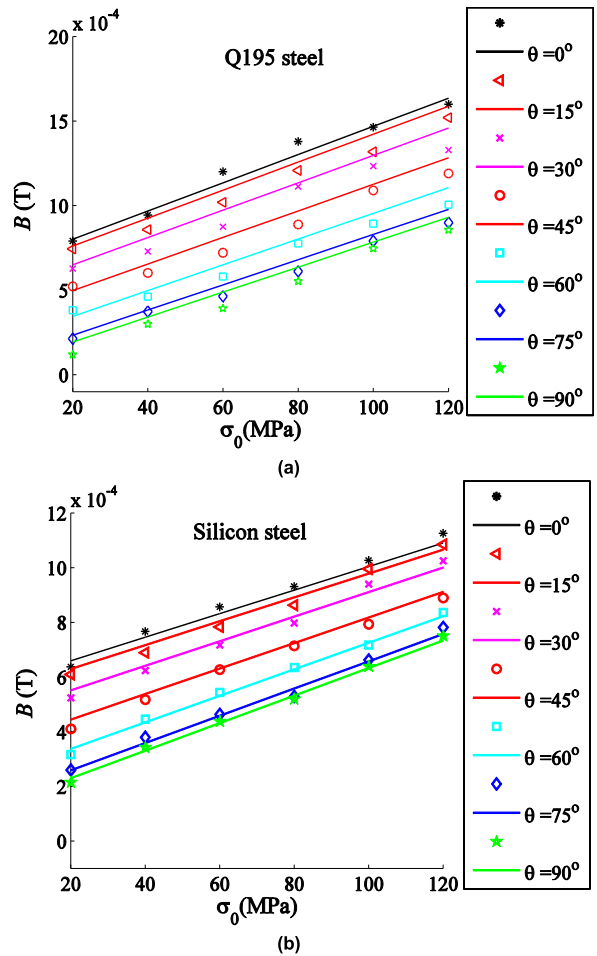 x 10⁻⁴
20
15
10
5
0
B (T)
Q195 steel
20 40 60 80 100 120
σ₀(MPa)
θ =0°
θ =15°
θ =30°
θ =45°
θ =60°
θ =75°
θ =90°
(a)
x 10⁻⁴
12
10
8
6
4
2
0
B (T)
Silicon steel
20 40 60 80 100 120
σ₀(MPa)
θ =0°
θ =15°
θ =30°
θ =45°
θ =60°
θ =75°
θ =90°
(b)